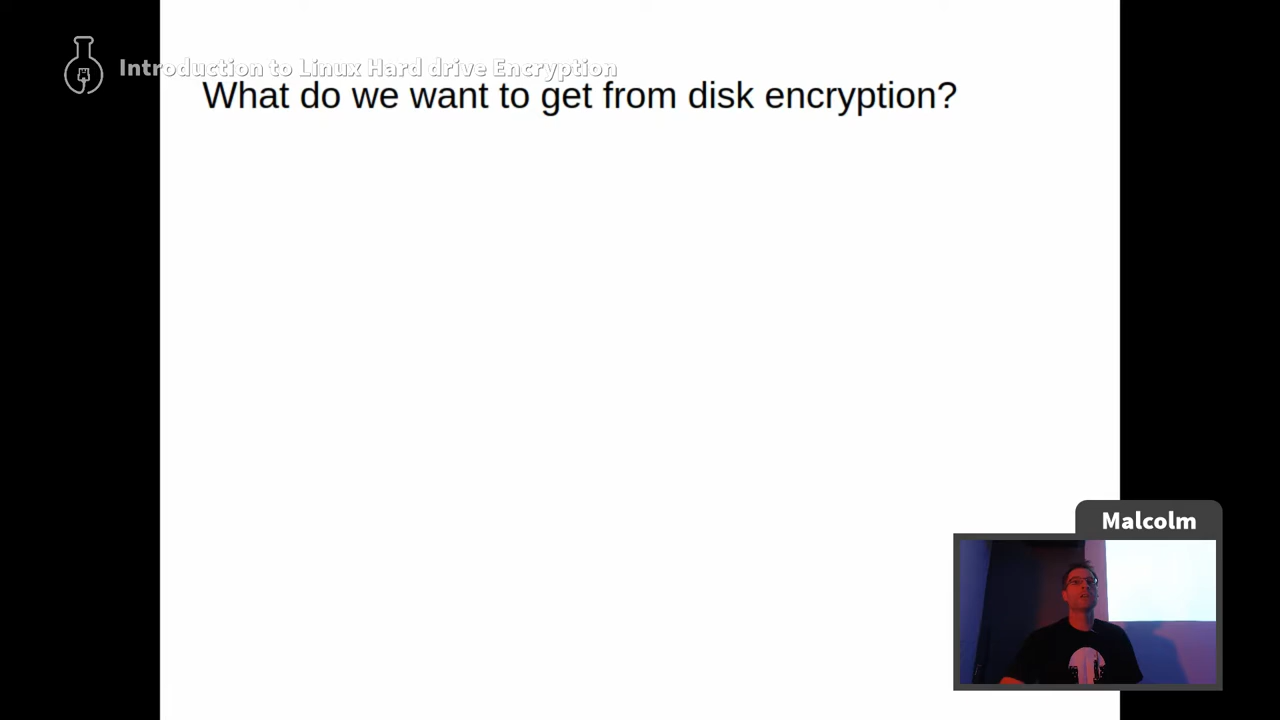 Introduction to Linux Hard drive Encryption
What do we want to get from disk encryption?
Malcolm